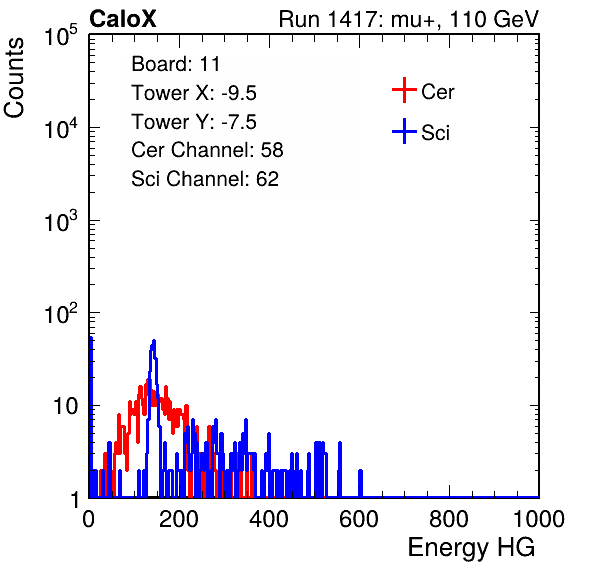 CaloX Run 1417: mu+, 110 GeV
Board: 11
Tower X: -9.5
Tower Y: -7.5
Cer Channel: 58
Sci Channel: 62
Cer
Sci
Counts
10^5
10^4
10^3
10^2
10
1
0 200 400 600 800 1000
Energy HG